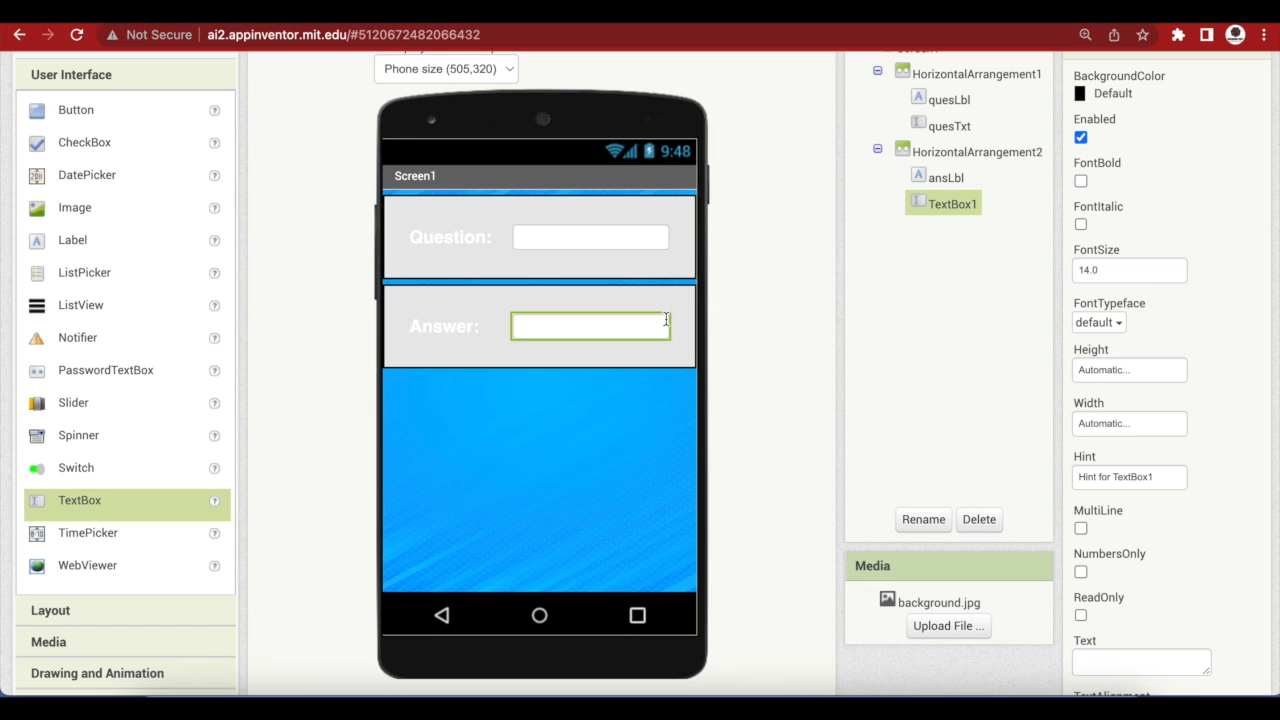 Not Secure
ai2.appinventor.mit.edu/#5120672482066432
User Interface
Button
CheckBox
DatePicker
Image
Label
ListPicker
ListView
Notifier
PasswordTextBox
Slider
Spinner
Switch
TextBox
TimePicker
WebViewer
Layout
Media
Drawing and Animation
Phone size (505,320)
9:48
Screen1
Question:
Answer:
HorizontalArrangement1
quesLbl
quesTxt
HorizontalArrangement2
ansLbl
TextBox1
Rename
Delete
Media
background.jpg
Upload File ...
BackgroundColor
Default
Enabled
FontBold
FontItalic
FontSize
14.0
FontTypeface
default
Height
Automatic...
Width
Automatic...
Hint
Hint for TextBox1
MultiLine
NumbersOnly
ReadOnly
Text
TextAlignment